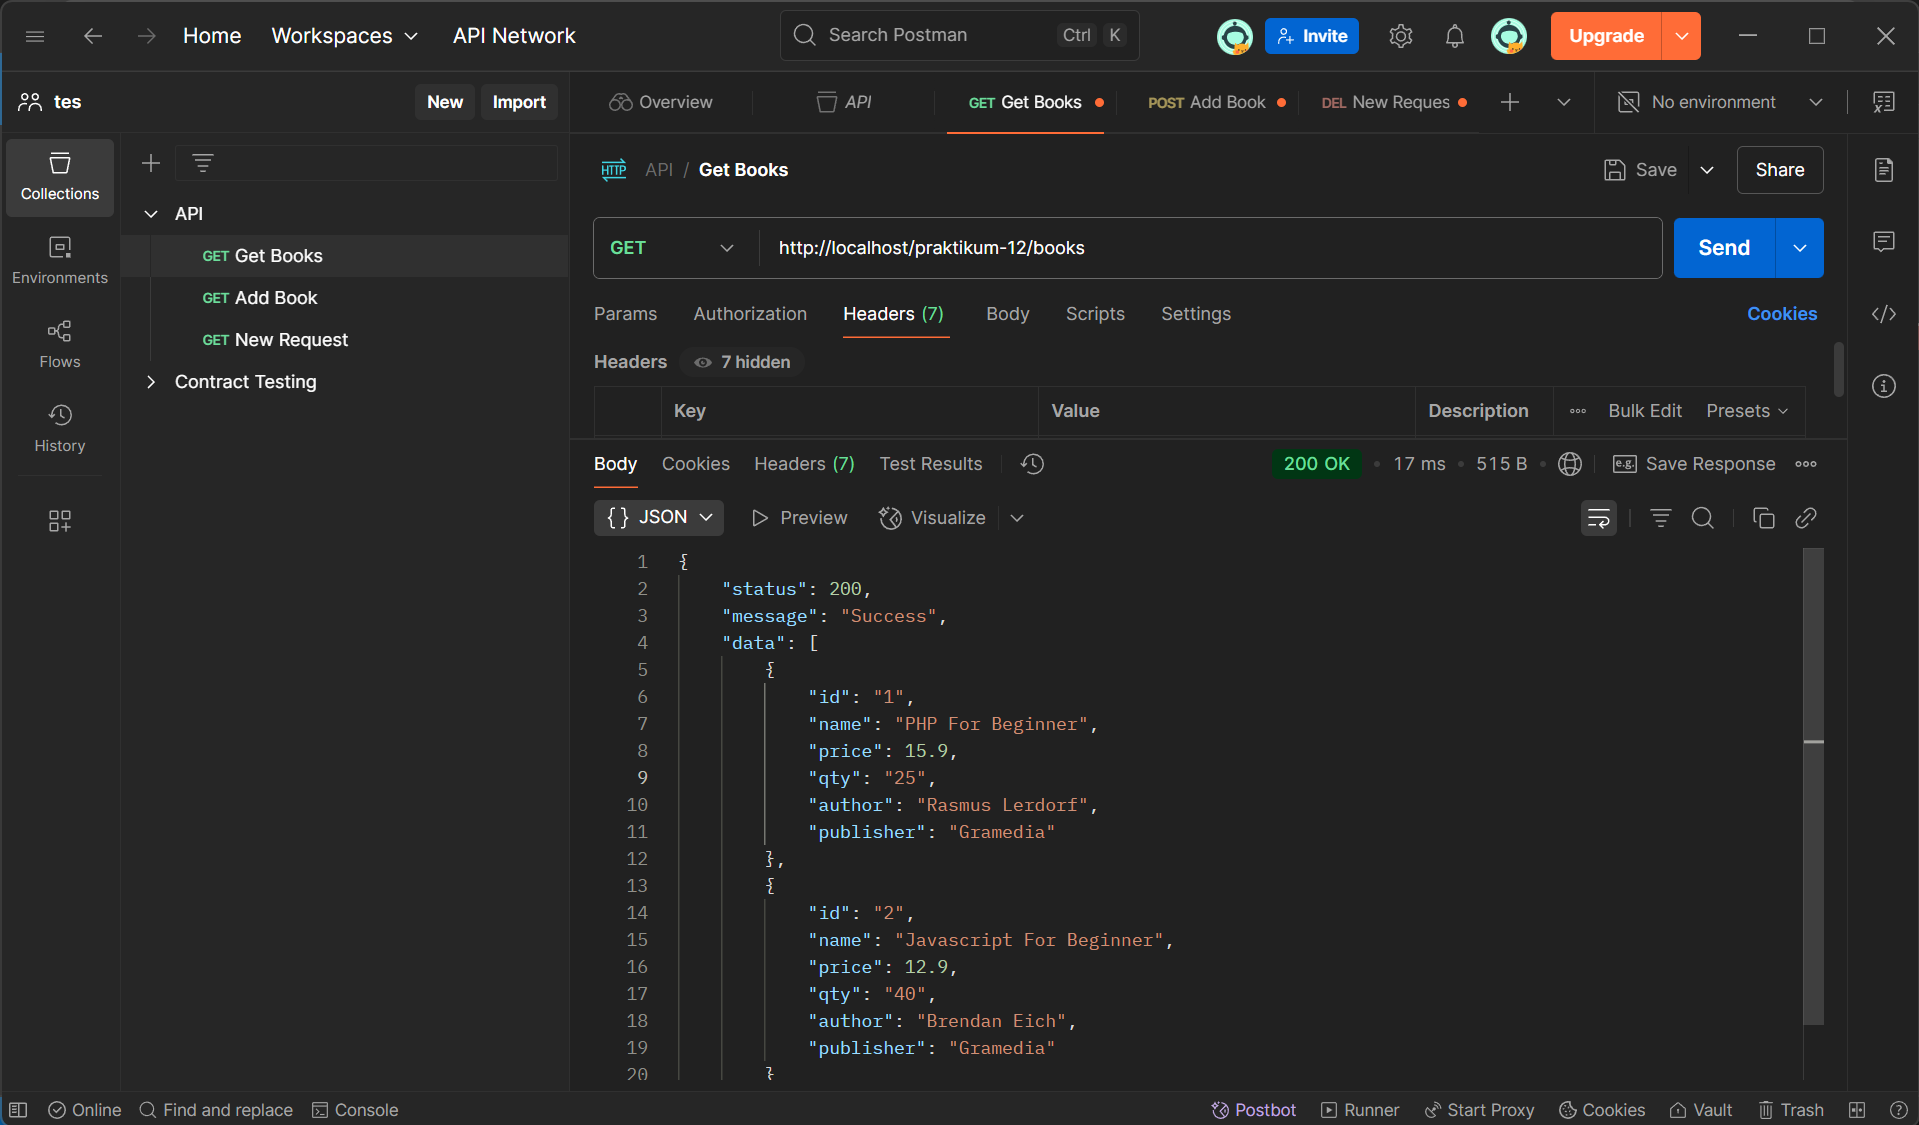 Home Workspaces API Network Search Postman Ctrl K Invite Upgrade
tes New Import Overview API GET Get Books POST Add Book DEL New Reques No environment
Collections
API
GET Get Books
GET Add Book
GET New Request
Contract Testing
Environments
Flows
History
HTTP API / Get Books Save Share
GET http://localhost/praktikum-12/books Send
Params Authorization Headers (7) Body Scripts Settings Cookies
Headers 7 hidden
Key Value Description Bulk Edit Presets
Body Cookies Headers (7) Test Results 200 OK 17 ms 515 B e.g. Save Response
{} JSON Preview Visualize
1 {
2 "status": 200,
3 "message": "Success",
4 "data": [
5 {
6 "id": "1",
7 "name": "PHP For Beginner",
8 "price": 15.9,
9 "qty": "25",
10 "author": "Rasmus Lerdorf",
11 "publisher": "Gramedia"
12 },
13 {
14 "id": "2",
15 "name": "Javascript For Beginner",
16 "price": 12.9,
17 "qty": "40",
18 "author": "Brendan Eich",
19 "publisher": "Gramedia"
20 }
Online Find and replace Console Postbot Runner Start Proxy Cookies Vault Trash